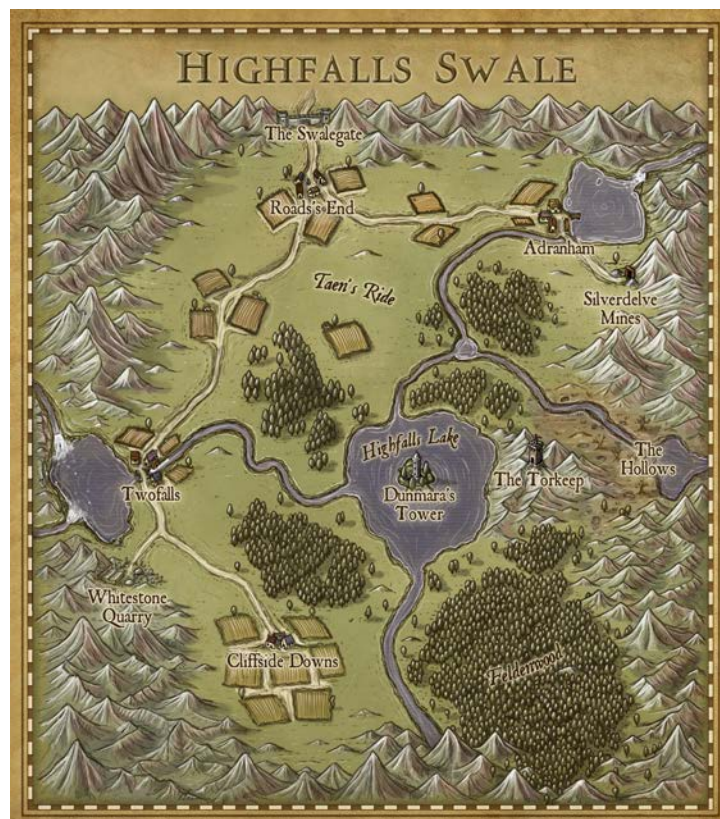 HIGHFALLS SWALE
The Swalegate
Roads's End
Adranham
Taen's Ride
Silverdelve
Mines
Highfalls Lake
The
Hollows
The Torkeep
Twofalls
Dunmara's
Tower
Whitestone
Quarry
Cliffside Downs
Feldenwood